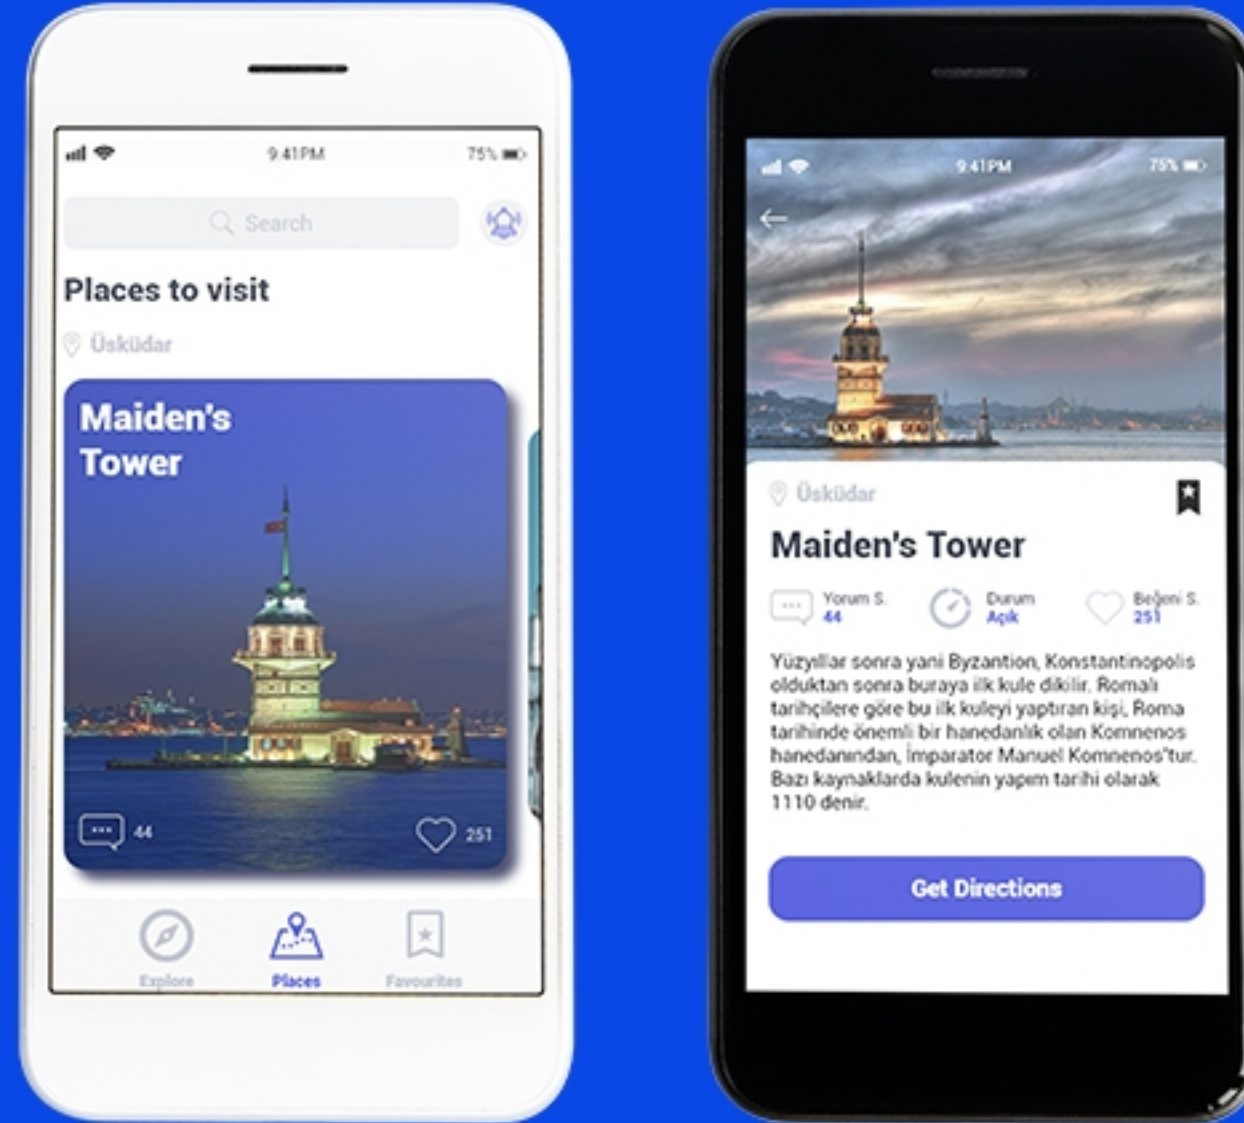 9:41PM
75%
Search
Places to visit
Üsküdar
Maiden's
Tower
44
251
Explore
Places
Favourites
9:41PM
75%
Üsküdar
Maiden's Tower
Yorum S.
44
Durum
Açık
Beğeni S.
251
Yüzyıllar sonra yani Byzantion, Konstantinopolis
olduktan sonra buraya ilk kule dikilir. Romalı
tarihçilere göre bu ilk kuleyi yaptıran kişi, Roma
tarihinde önemli bir hanedanlık olan Komnenos
hanedanından, İmparator Manuel Komnenos'tur.
Bazı kaynaklarda kulenin yapım tarihi olarak
1110 denir.
Get Directions